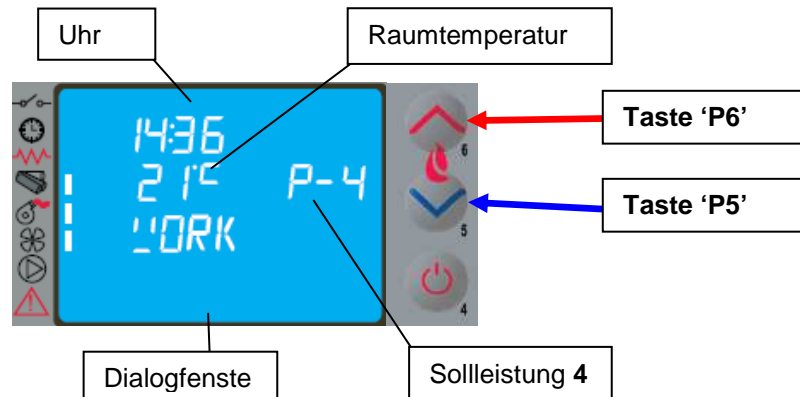 Uhr
Raumtemperatur
14:36
21°C P-4
WORK
6
5
4
Taste ‘P6’
Taste ‘P5’
Dialogfenste
Sollleistung 4